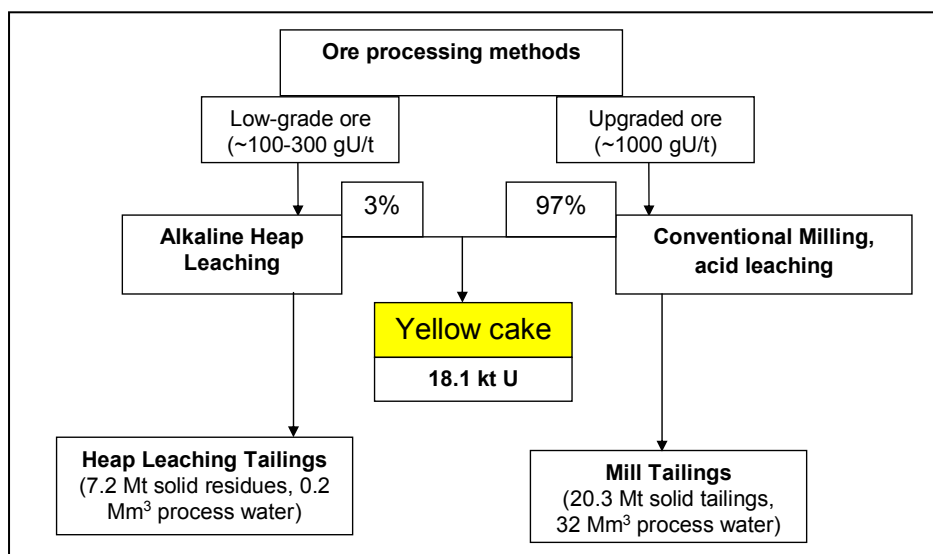 Ore processing methods
Low-grade ore
(~100-300 gU/t
Upgraded ore
(~1000 gU/t)
3%
97%
Alkaline Heap
Leaching
Conventional Milling,
acid leaching
Yellow cake
18.1 kt U
Heap Leaching Tailings
(7.2 Mt solid residues, 0.2
Mm³ process water)
Mill Tailings
(20.3 Mt solid tailings,
32 Mm³ process water)